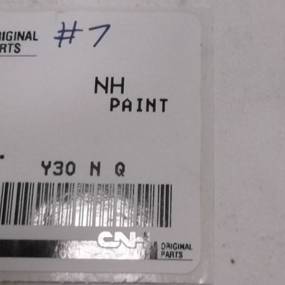 ORIGINAL
PARTS
#7
NH
PAINT
Y30 N Q
CNH
ORIGINAL
PARTS